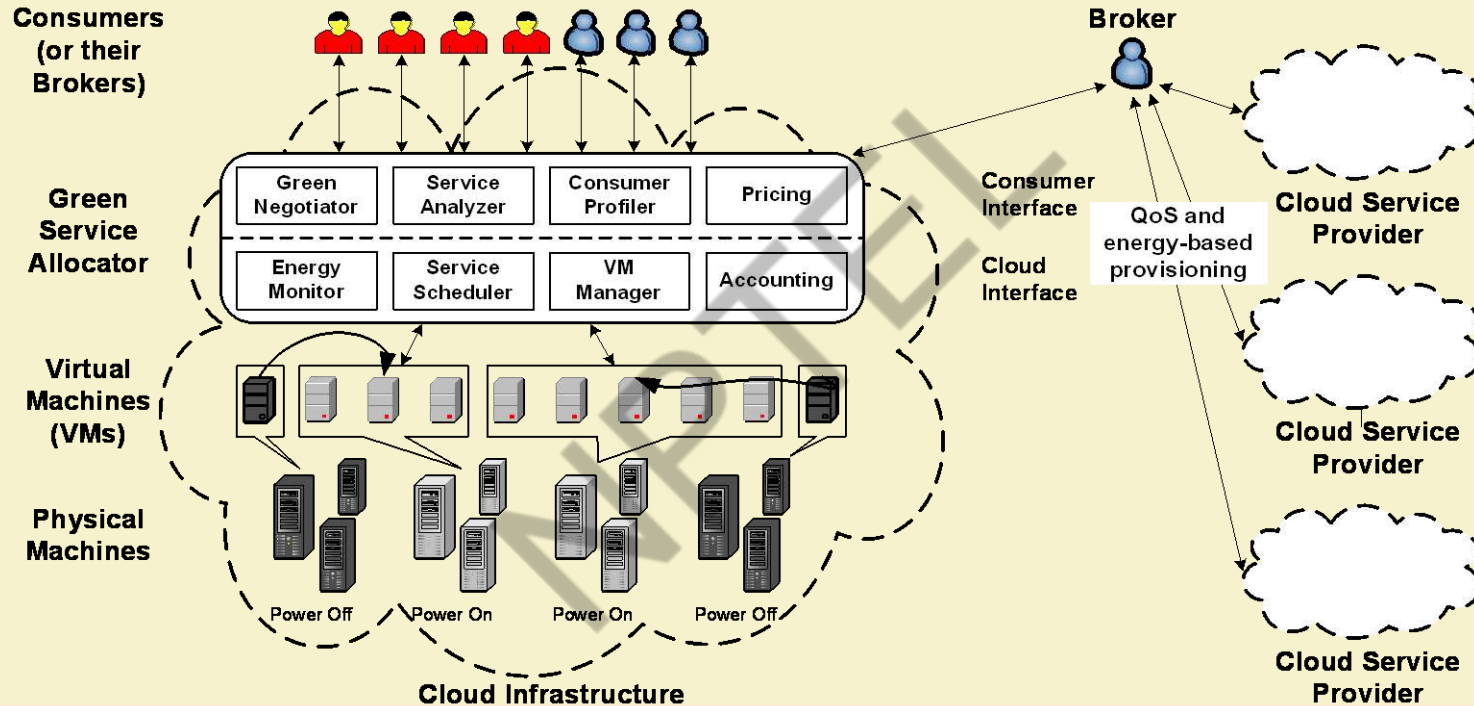 Consumers
(or their
Brokers)
Broker
Green
Service
Allocator
Green
Negotiator
Service
Analyzer
Consumer
Profiler
Pricing
Energy
Monitor
Service
Scheduler
VM
Manager
Accounting
Consumer
Interface
Cloud
Interface
QoS and
energy-based
provisioning
Cloud Service
Provider
Cloud Service
Provider
Cloud Service
Provider
Virtual
Machines
(VMs)
Physical
Machines
Power Off
Power On
Power On
Power Off
Cloud Infrastructure
NPTEL